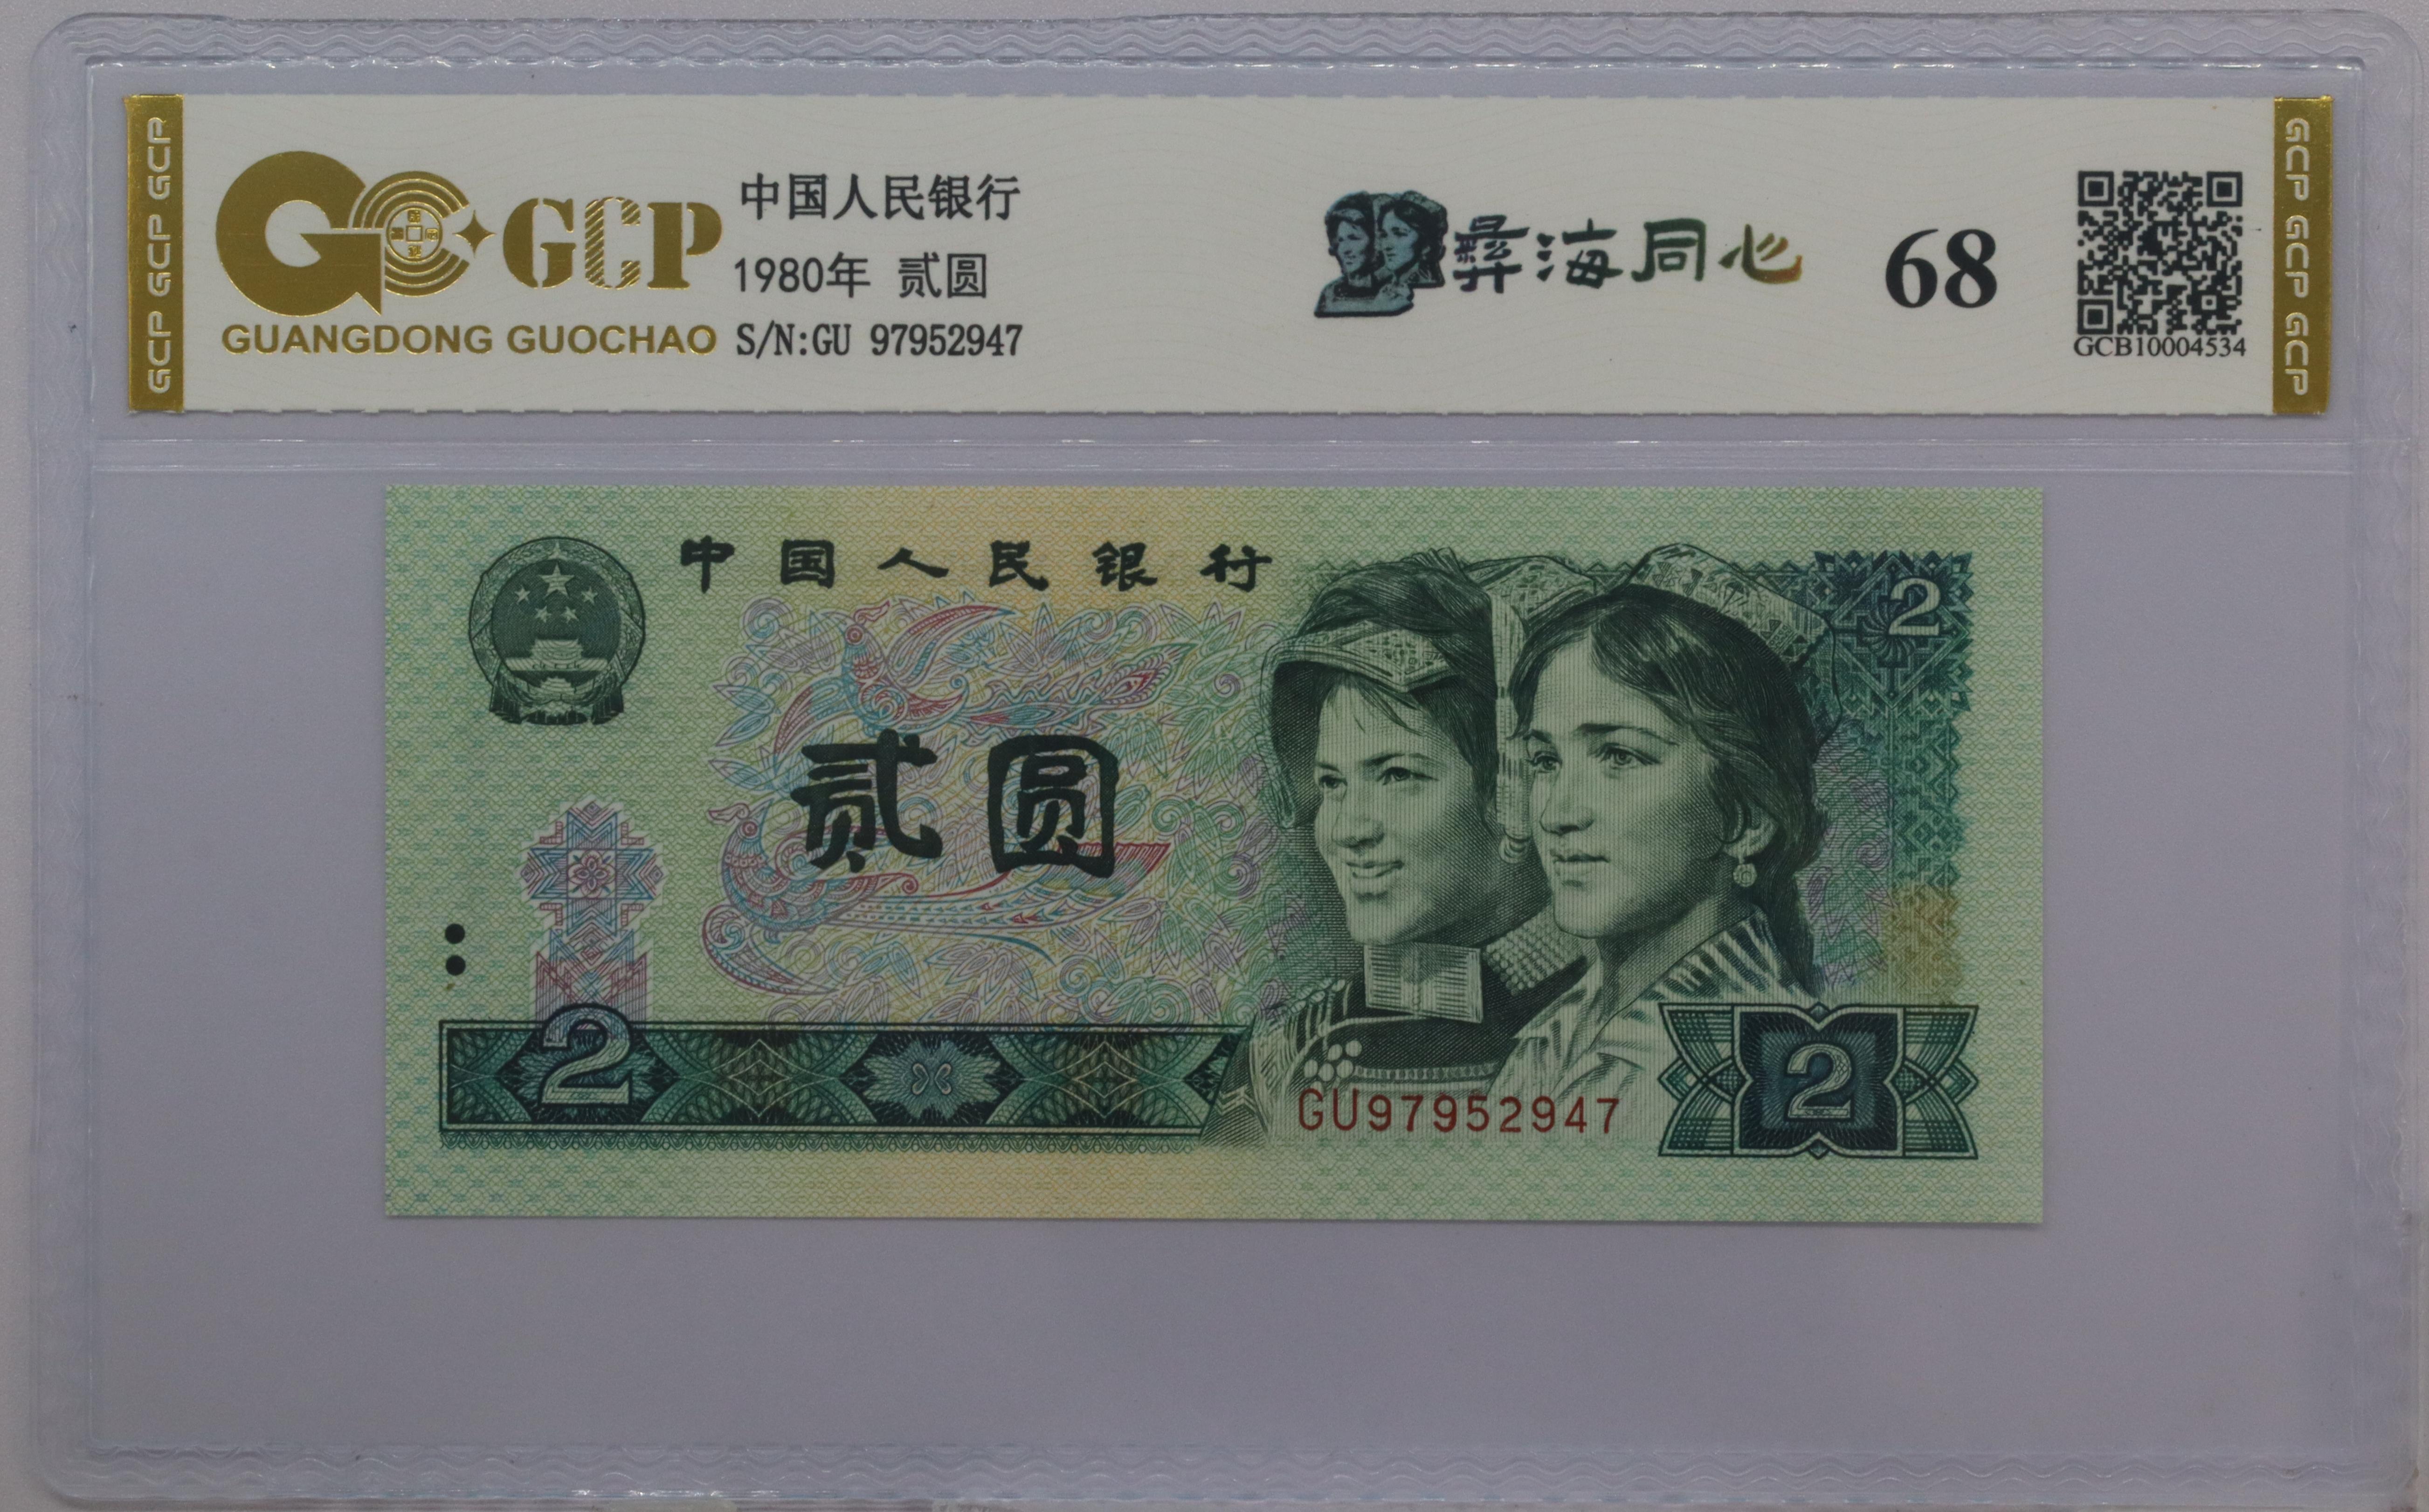 GCP GCP GCP
GCP
GUANGDONG GUOCHAO
中国人民银行
1980年 贰圆
S/N:GU 97952947
彝海同心
68
GCB10004534
GCP GCP GCP
中国人民银行
2
贰圆
2
GU97952947
2